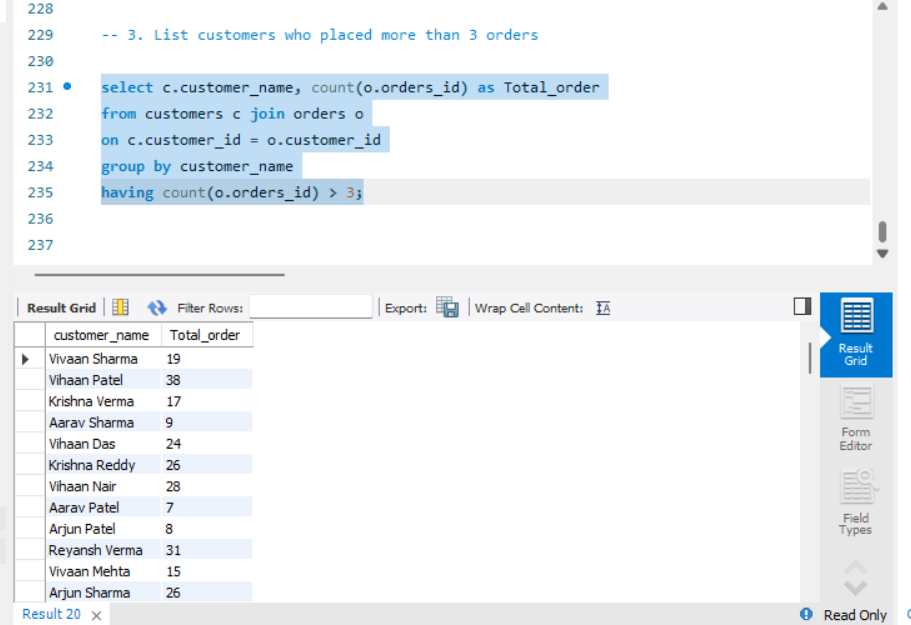 228
229 -- 3. List customers who placed more than 3 orders
230
231 select c.customer_name, count(o.orders_id) as Total_order
232 from customers c join orders o
233 on c.customer_id = o.customer_id
234 group by customer_name
235 having count(o.orders_id) > 3;
236
237
Result Grid Filter Rows: Export: Wrap Cell Content: IA
customer_name Total_order
Vivaan Sharma 19
Vihaan Patel 38
Krishna Verma 17
Aarav Sharma 9
Vihaan Das 24
Krishna Reddy 26
Vihaan Nair 28
Aarav Patel 7
Arjun Patel 8
Reyansh Verma 31
Vivaan Mehta 15
Arjun Sharma 26
Result
Grid
Form
Editor
Field
Types
Result 20 × Read Only